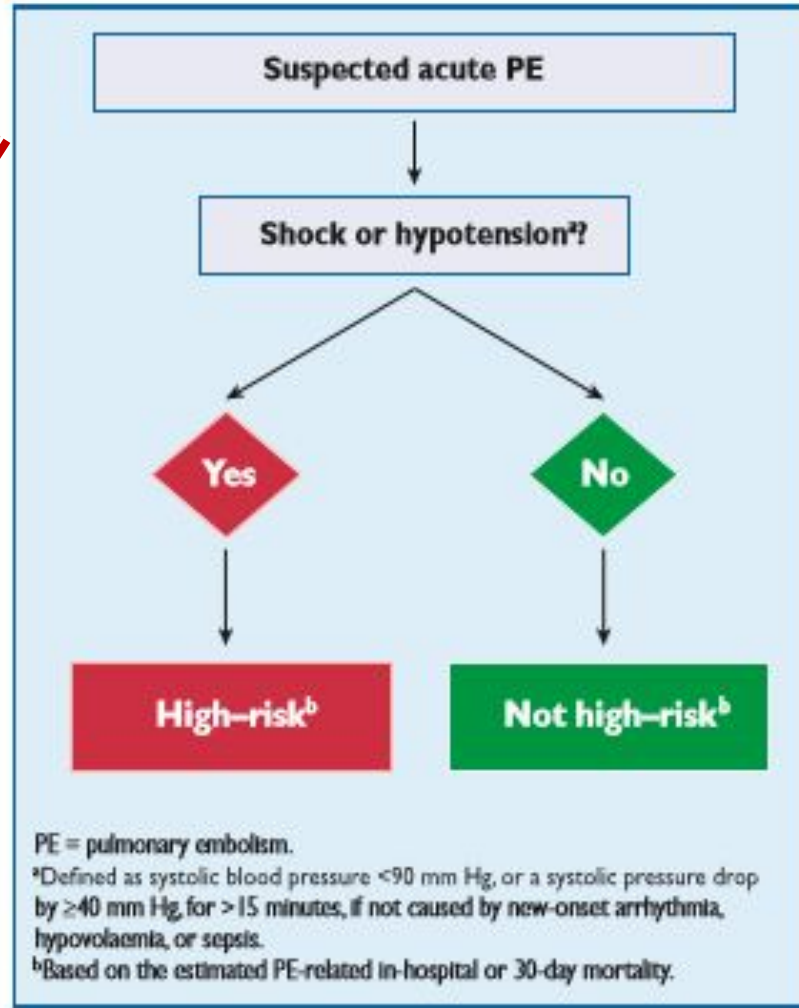 Suspected acute PE
Shock or hypotensionª?
Yes
No
High–riskᵇ
Not high–riskᵇ
PE = pulmonary embolism.
ªDefined as systolic blood pressure <90 mm Hg, or a systolic pressure drop
by ≥40 mm Hg, for >15 minutes, if not caused by new-onset arrhythmia,
hypovolaemia, or sepsis.
ᵇBased on the estimated PE-related in-hospital or 30-day mortality.